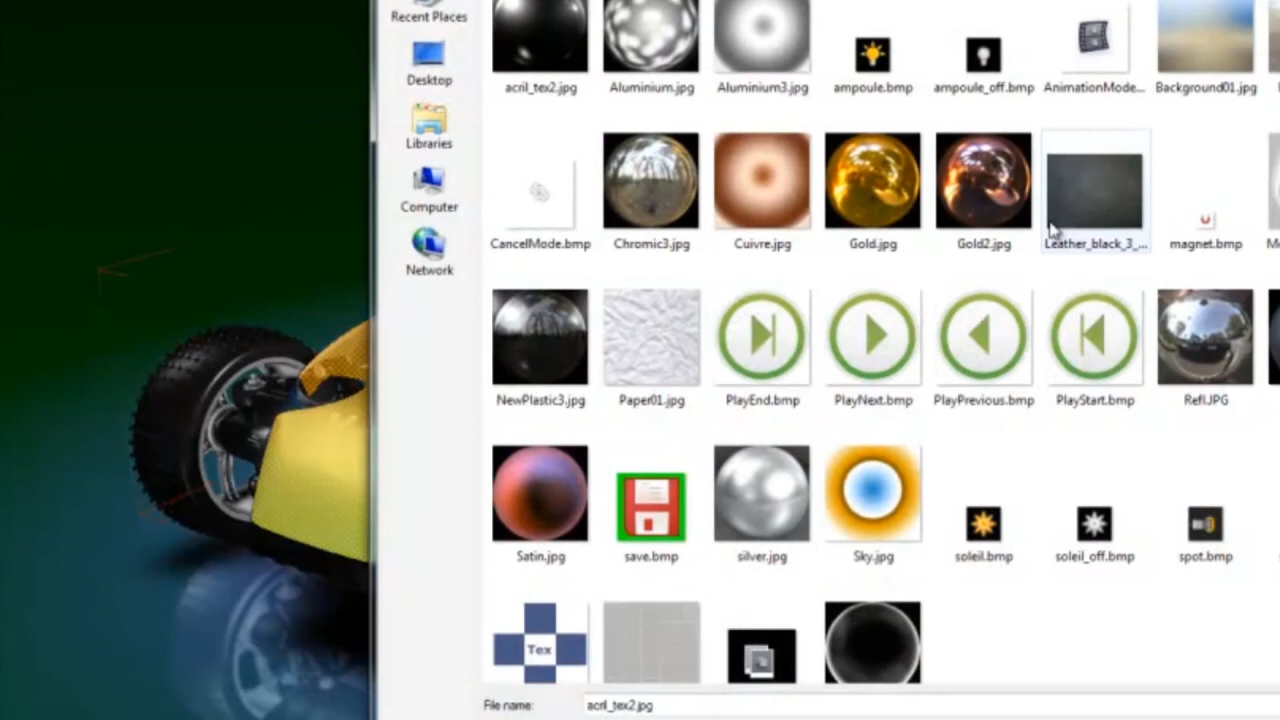 Recent Places
Desktop
Libraries
Computer
Network
acril_tex2.jpg
Aluminium.jpg
Aluminium3.jpg
ampoule.bmp
ampoule_off.bmp
AnimationMode...
Background01.jpg
CancelMode.bmp
Chromic3.jpg
Cuivre.jpg
Gold.jpg
Gold2.jpg
Leather_black_3_...
magnet.bmp
NewPlastic3.jpg
Paper01.jpg
PlayEnd.bmp
PlayNext.bmp
PlayPrevious.bmp
PlayStart.bmp
Refl.JPG
Satin.jpg
save.bmp
silver.jpg
Sky.jpg
soleil.bmp
soleil_off.bmp
spot.bmp
Tex
File name: acril_tex2.jpg